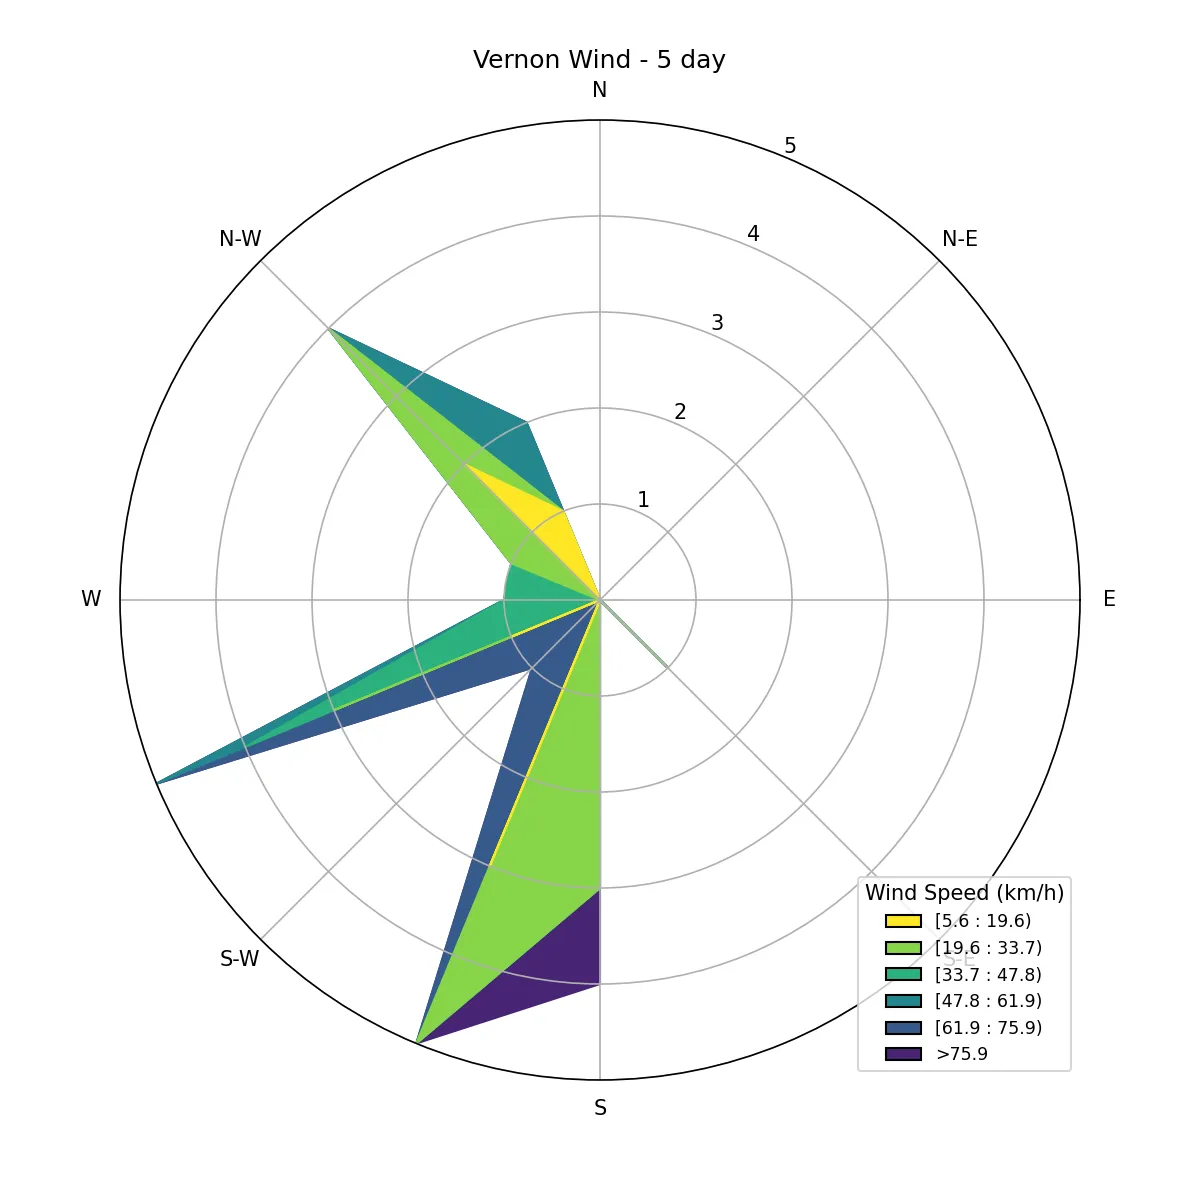 Vernon Wind - 5 day
N
5
N-W
N-E
4
3
2
1
W
E
Wind Speed (km/h)
[5.6 : 19.6)
[19.6 : 33.7)
[33.7 : 47.8)
[47.8 : 61.9)
[61.9 : 75.9)
>75.9
S-W
S-E
S